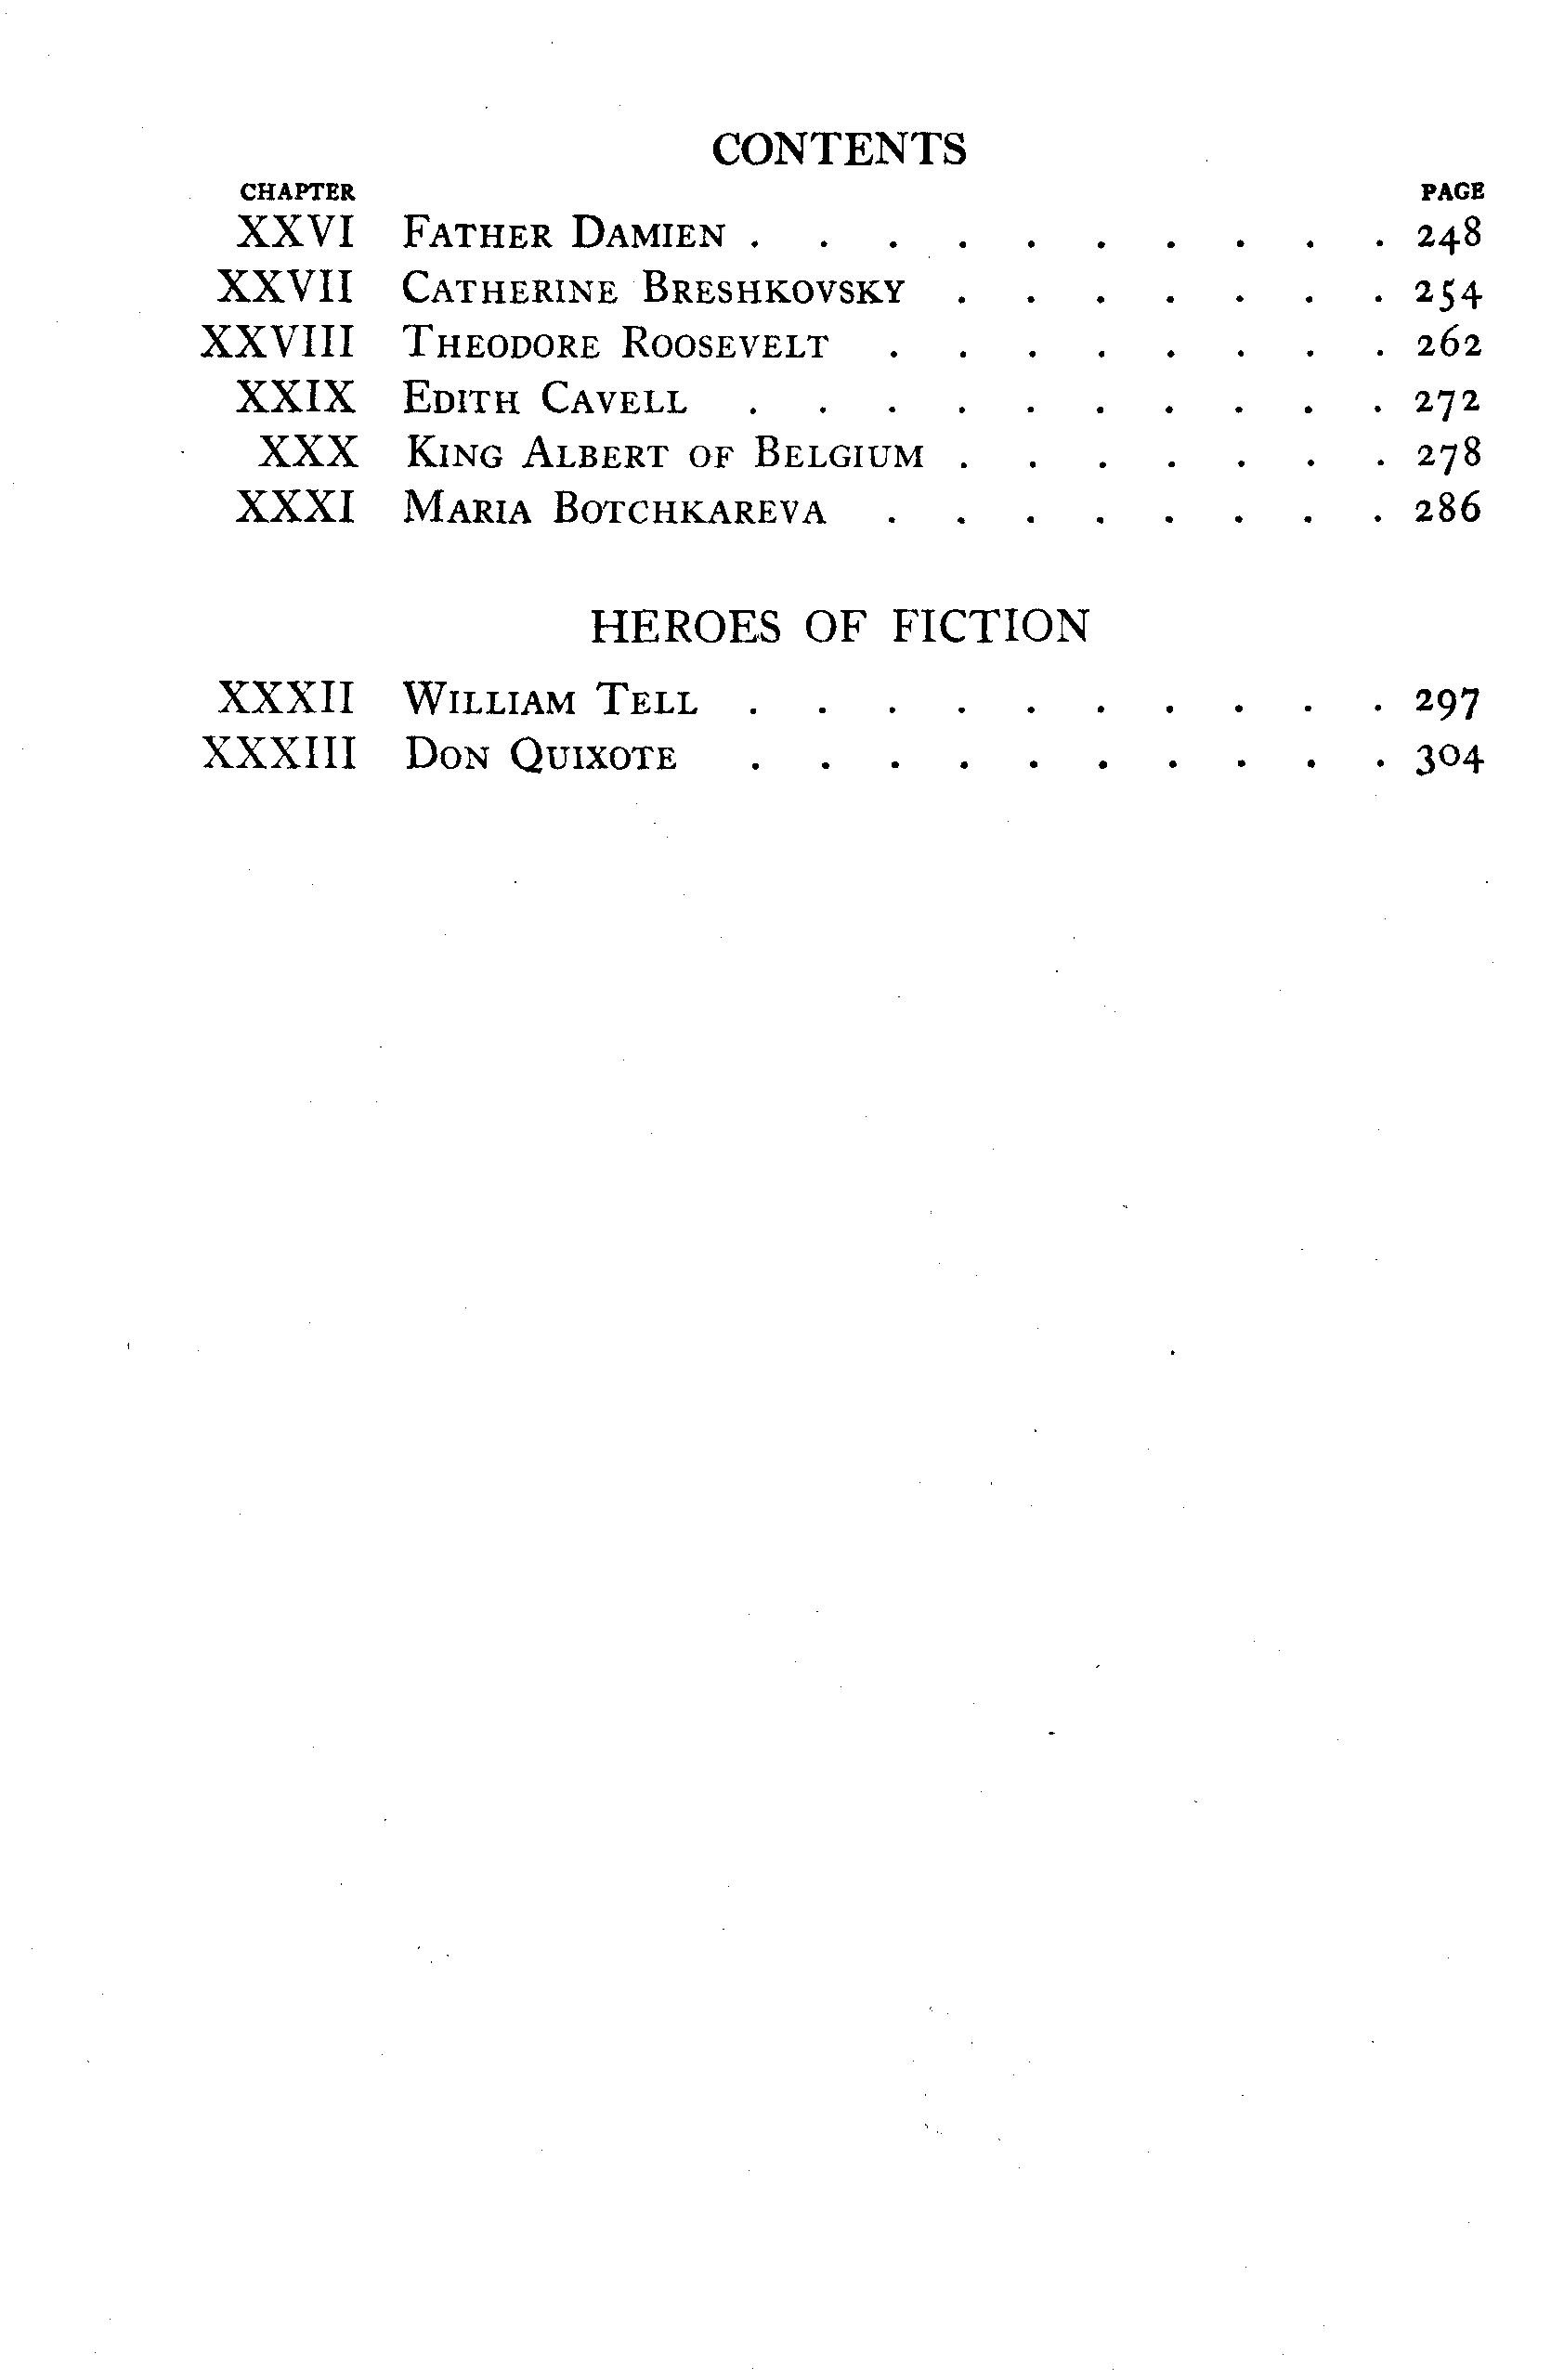 CONTENTS
CHAPTER PAGE
XXVI FATHER DAMIEN . . . . . . . . . . 248
XXVII CATHERINE BRESHKOVSKY . . . . . . . 254
XXVIII THEODORE ROOSEVELT . . . . . . . . 262
XXIX EDITH CAVELL . . . . . . . . . . 272
XXX KING ALBERT OF BELGIUM . . . . . . . 278
XXXI MARIA BOTCHKAREVA . . . . . . . . 286
HEROES OF FICTION
XXXII WILLIAM TELL . . . . . . . . . . 297
XXXIII DON QUIXOTE . . . . . . . . . . 304